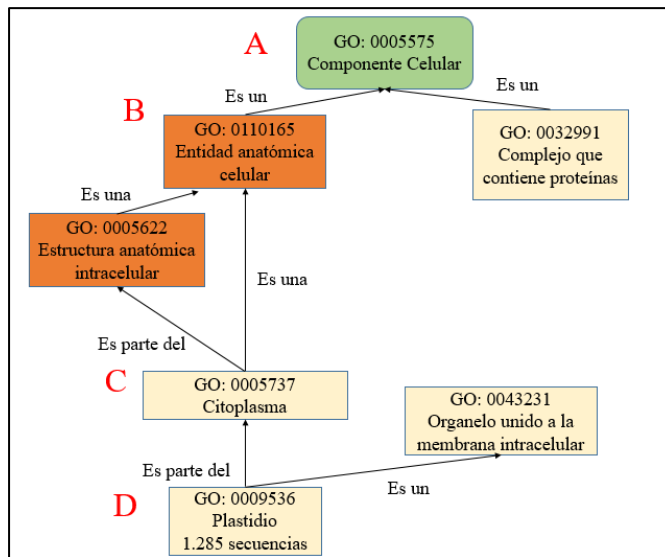 A
GO: 0005575
Componente Celular
Es un
Es un
B
GO: 0110165
Entidad anatómica
celular
GO: 0032991
Complejo que
contiene proteínas
Es una
GO: 0005622
Estructura anatómica
intracelular
Es una
Es parte del
C
GO: 0005737
Citoplasma
GO: 0043231
Organelo unido a la
membrana intracelular
Es parte del
Es un
D
GO: 0009536
Plastidio
1.285 secuencias